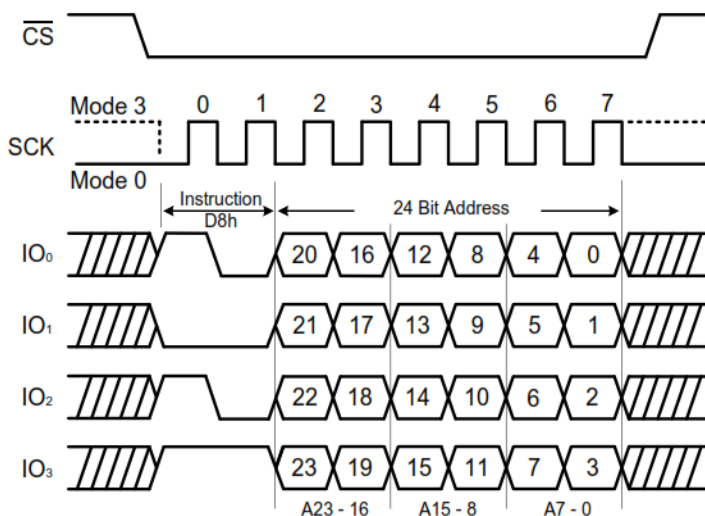 CS
Mode 3 0 1 2 3 4 5 6 7
SCK
Mode 0
Instruction
D8h
24 Bit Address
IO₀ 20 16 12 8 4 0
IO₁ 21 17 13 9 5 1
IO₂ 22 18 14 10 6 2
IO₃ 23 19 15 11 7 3
A23 - 16 A15 - 8 A7 - 0